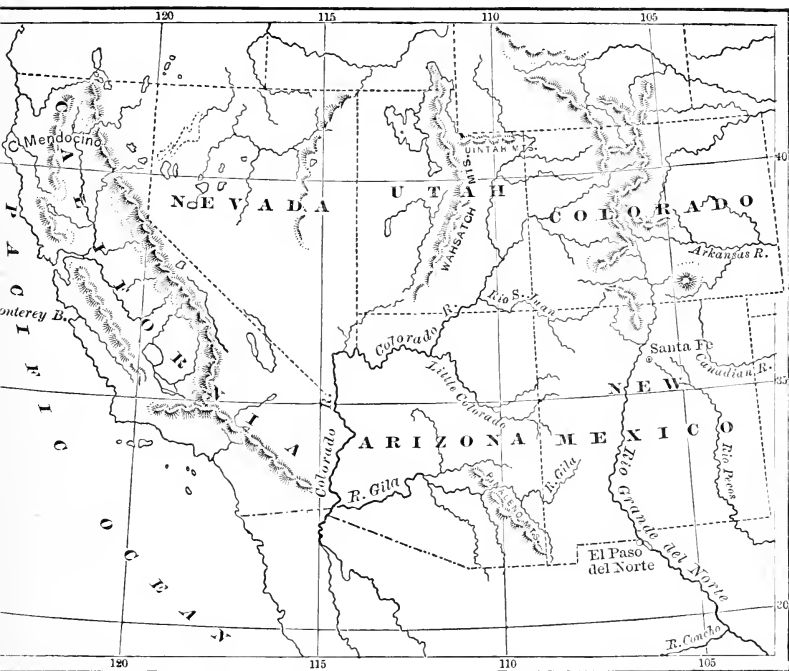 120
115
110
105
C. Mendocino
CALIFORNIA
NEVADA
UTAH
UINTAH MTS.
WAHSATCH MTS.
COLORADO
40
Arkansas R.
PACIFIC
OCEAN
onterey B.
Colorado R.
Rio S. Juan
Santa Fe
Canadian R.
Little Colorado
NEW
MEXICO
35
ARIZONA
Colorado R.
R. Gila
R. Gila
Rio Pecos
Rio Grande del Norte
El Paso
del Norte
R. Concho
120
115
110
105